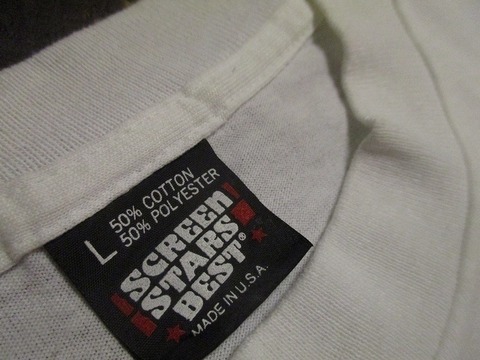 L
50% COTTON
50% POLYESTER
SCREEN
STARS
BEST®
MADE IN U.S.A.